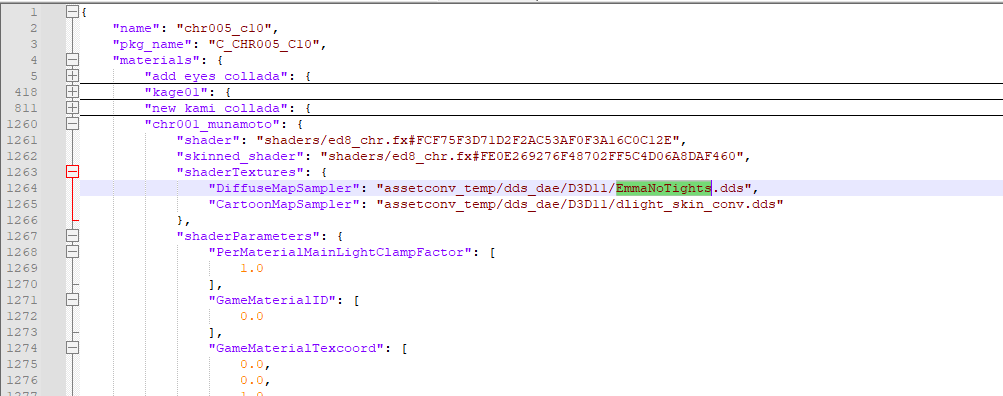 1 {
2 "name": "chr005_c10",
3 "pkg_name": "C_CHR005_C10",
4 "materials": {
5 "add_eyes_collada": {
418 "kage01": {
811 "new_kami_collada": {
1260 "chr001_munamoto": {
1261 "shader": "shaders/ed8_chr.fx#FCF75F3D71D2F2AC53AF0F3A16C0C12E",
1262 "skinned_shader": "shaders/ed8_chr.fx#FE0E269276F48702FF5C4D06A8DAF460",
1263 "shaderTextures": {
1264 "DiffuseMapSampler": "assetconv_temp/dds_dae/D3D11/EmmaNoTights.dds",
1265 "CartoonMapSampler": "assetconv_temp/dds_dae/D3D11/dlight_skin_conv.dds"
1266 },
1267 "shaderParameters": {
1268 "PerMaterialMainLightClampFactor": [
1269 1.0
1270 ],
1271 "GameMaterialID": [
1272 0.0
1273 ],
1274 "GameMaterialTexcoord": [
1275 0.0,
1276 0.0,